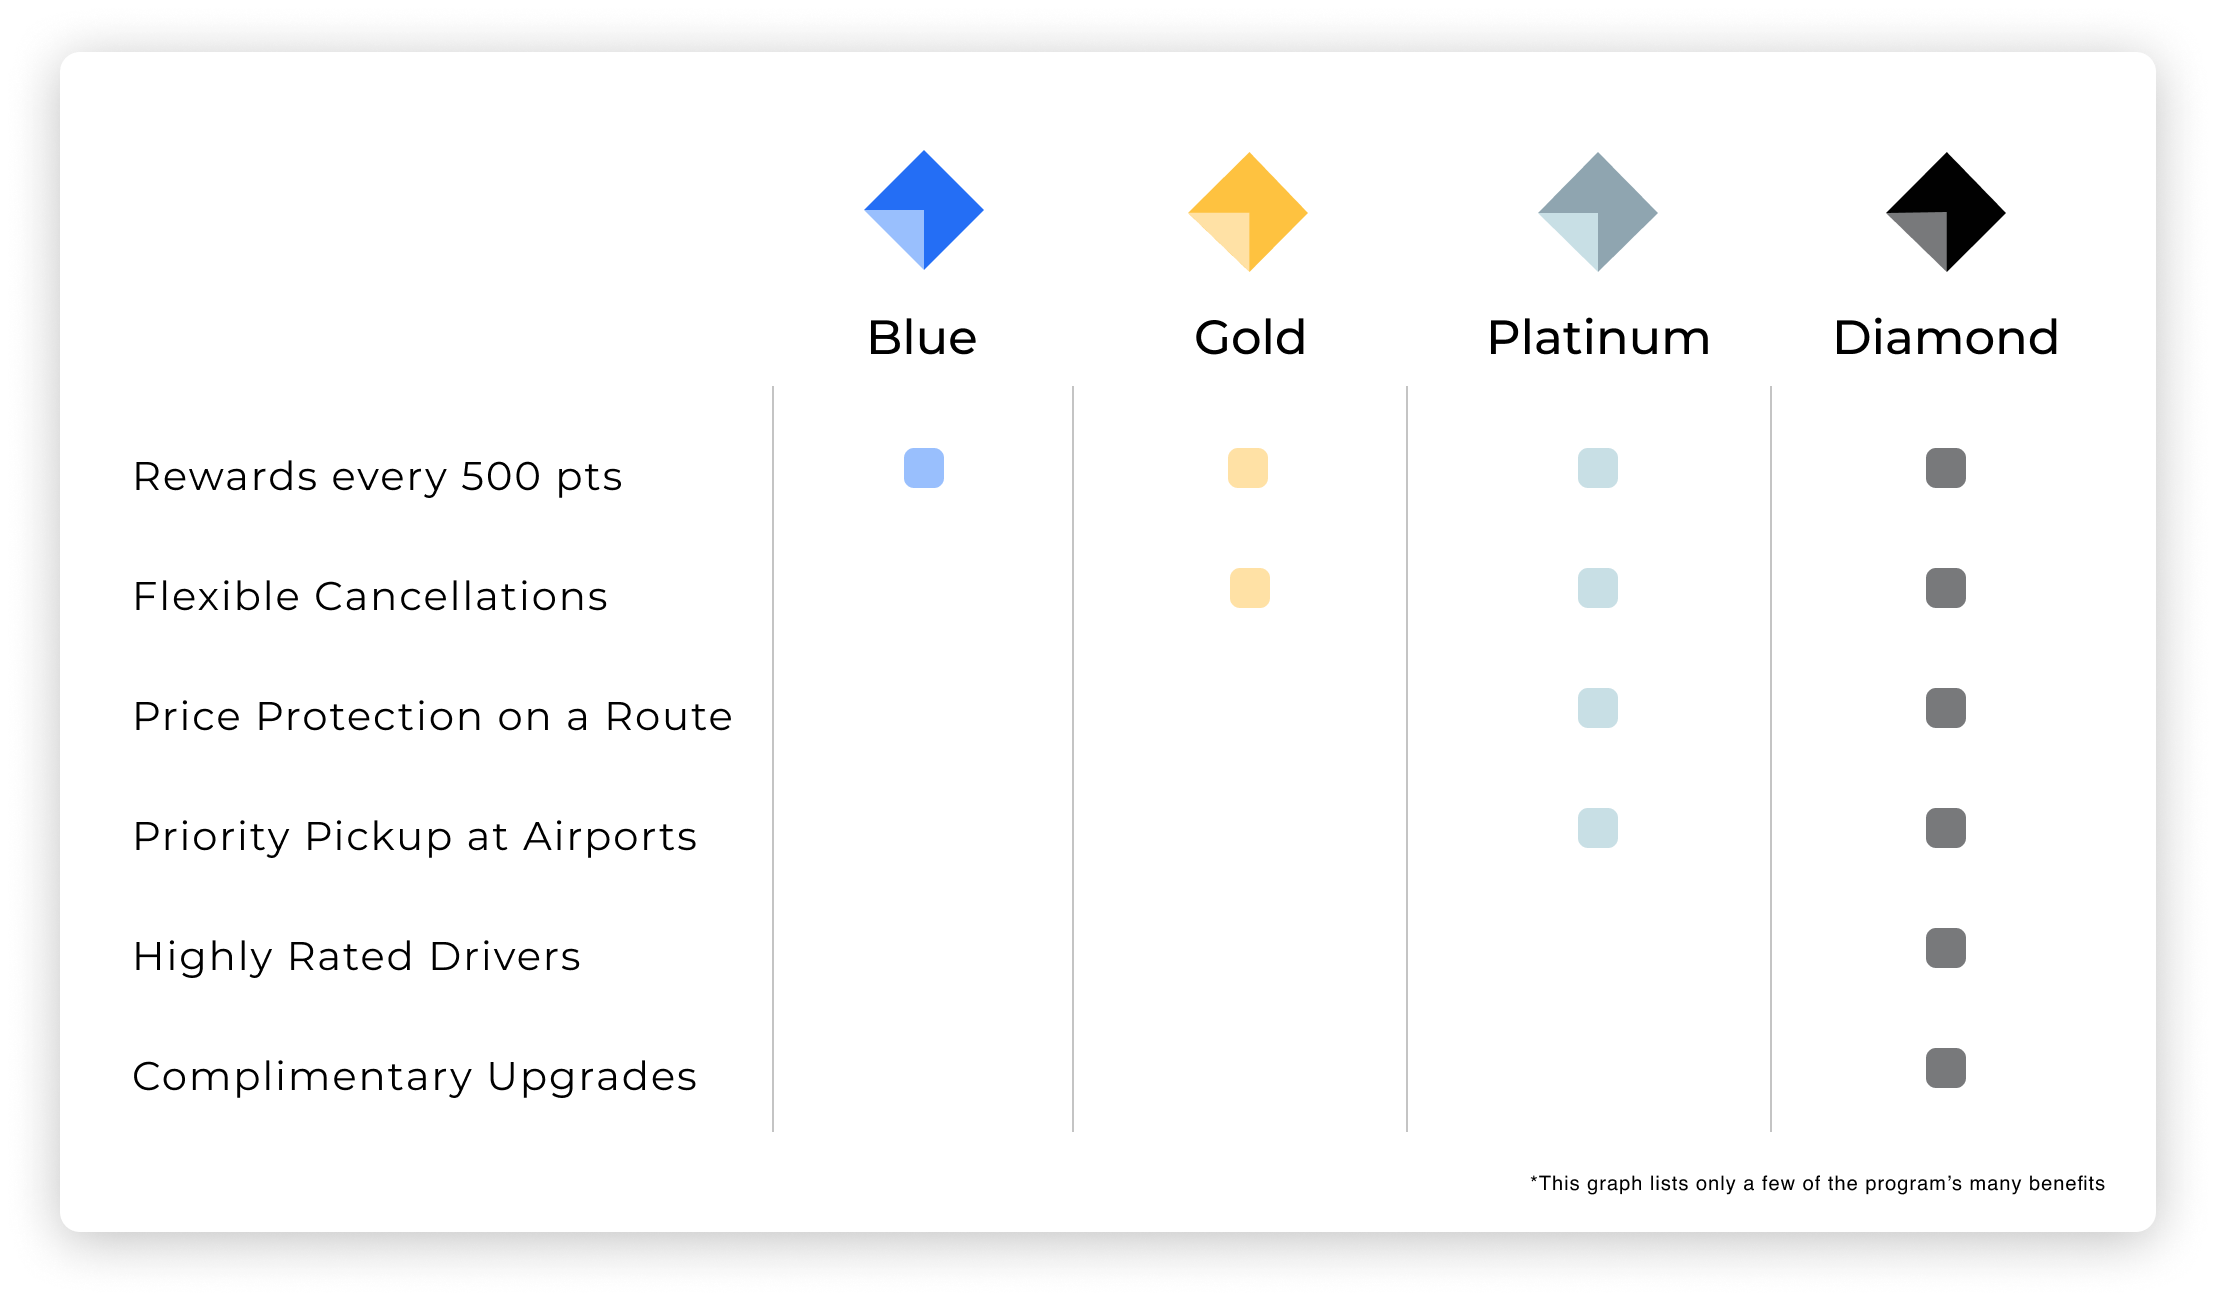 Blue
Gold
Platinum
Diamond
Rewards every 500 pts
Flexible Cancellations
Price Protection on a Route
Priority Pickup at Airports
Highly Rated Drivers
Complimentary Upgrades
*This graph lists only a few of the program’s many benefits